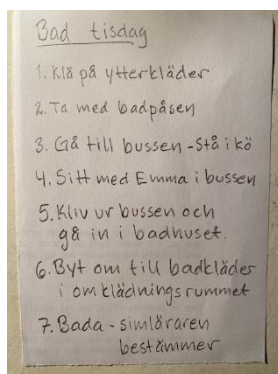 Bad tisdag
1. Klä på ytterkläder
2. Ta med badpåsen
3. Gå till bussen - Stå i kö
4. Sitt med Emma i bussen
5. Kliv ur bussen och
gå in i badhuset.
6. Byt om till badkläder
i omklädningsrummet
7. Bada - simläraren
bestämmer